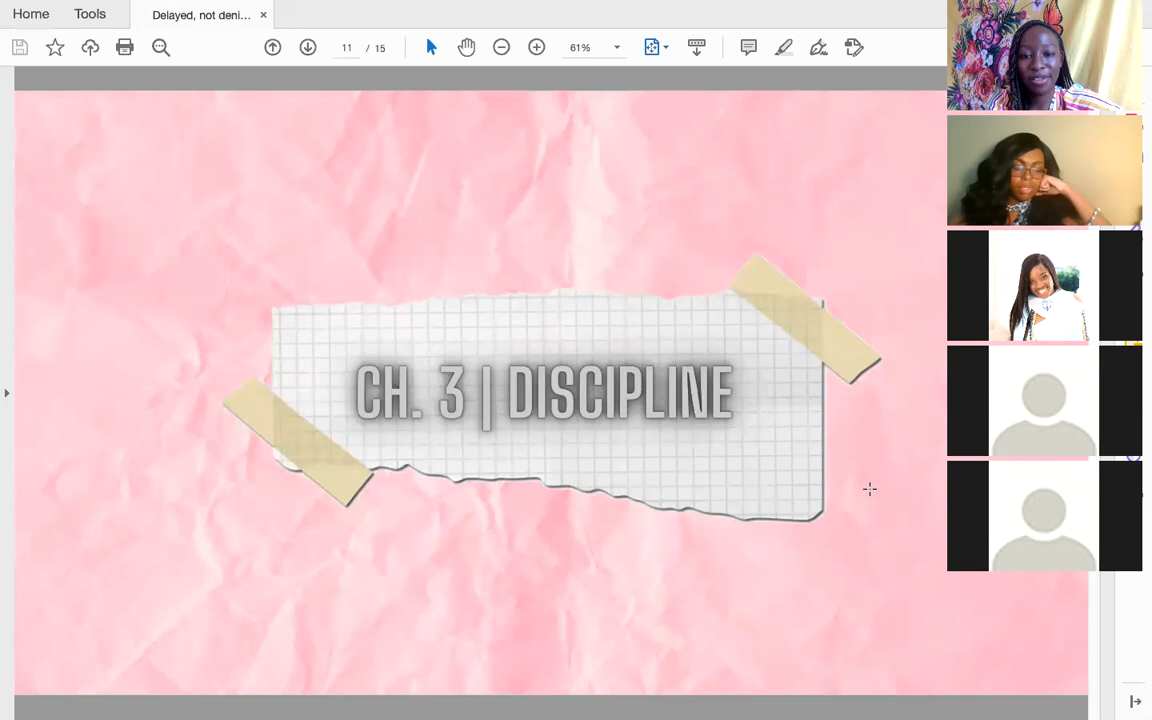 Home
Tools
Delayed, not deni...
11 / 15
61%
CH. 3 | DISCIPLINE